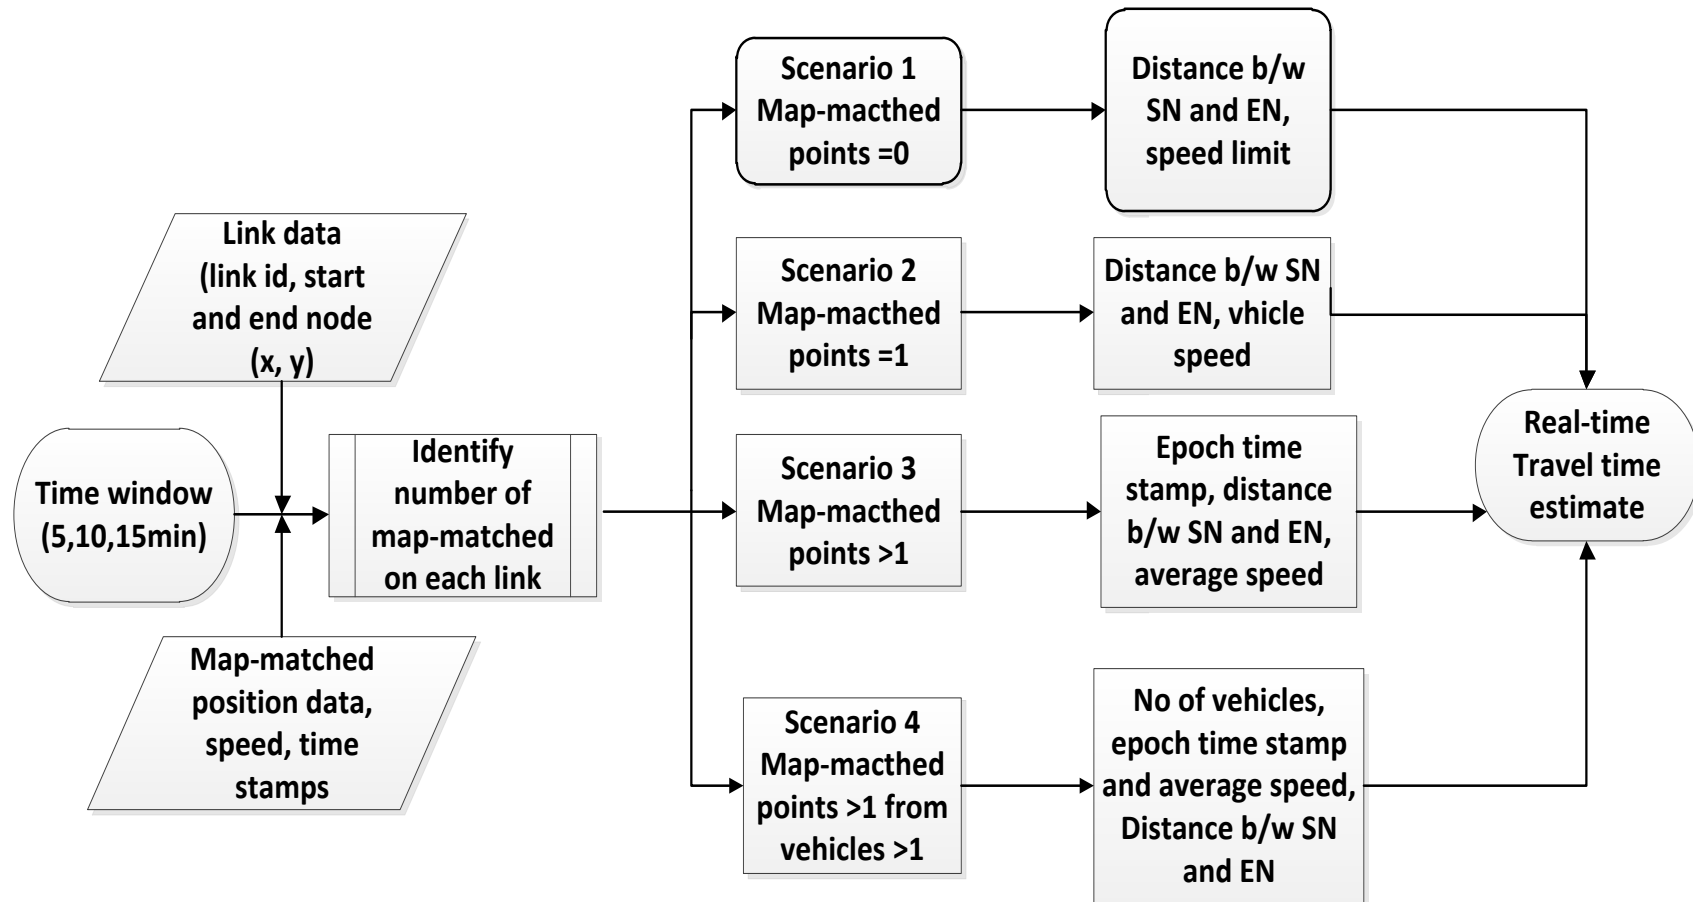 Link data
(link id, start
and end node
(x, y)
Time window
(5,10,15min)
Map-matched
position data,
speed, time
stamps
Identify
number of
map-matched
on each link
Scenario 1
Map-macthed
points =0
Distance b/w
SN and EN,
speed limit
Scenario 2
Map-macthed
points =1
Distance b/w SN
and EN, vhicle
speed
Scenario 3
Map-macthed
points >1
Epoch time
stamp, distance
b/w SN and EN,
average speed
Scenario 4
Map-macthed
points >1 from
vehicles >1
No of vehicles,
epoch time stamp
and average speed,
Distance b/w SN
and EN
Real-time
Travel time
estimate